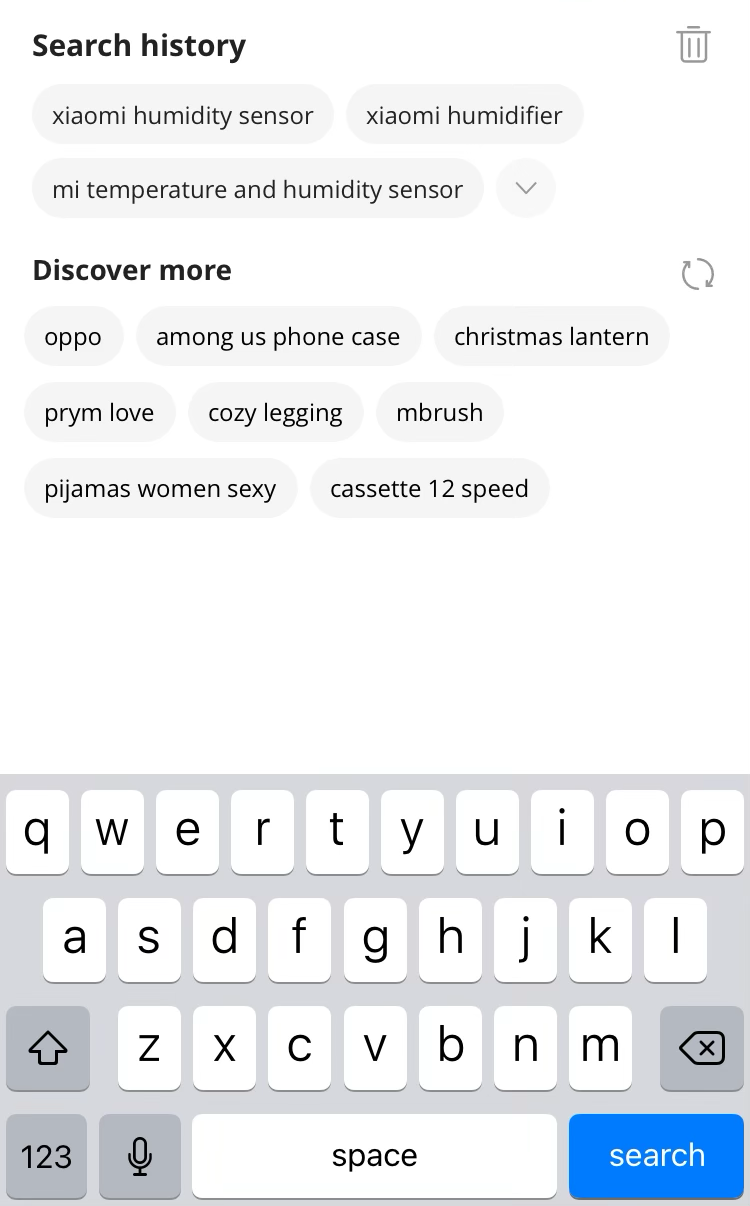 Search history
xiaomi humidity sensor xiaomi humidifier
mi temperature and humidity sensor
Discover more
oppo among us phone case christmas lantern
prym love cozy legging mbrush
pijamas women sexy cassette 12 speed
q w e r t y u i o p
a s d f g h j k l
z x c v b n m
123 space search